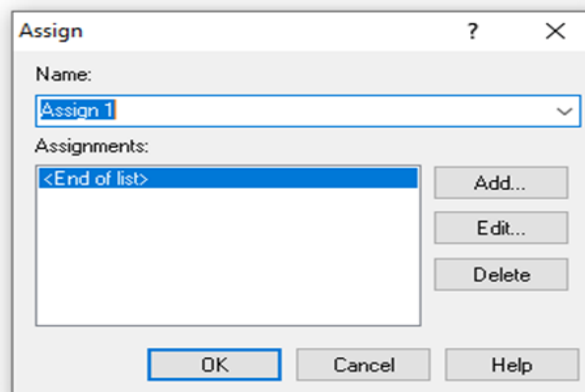 Assign ?
Name:
Assign 1
Assignments:
<End of list>
Add...
Edit...
Delete
OK Cancel Help